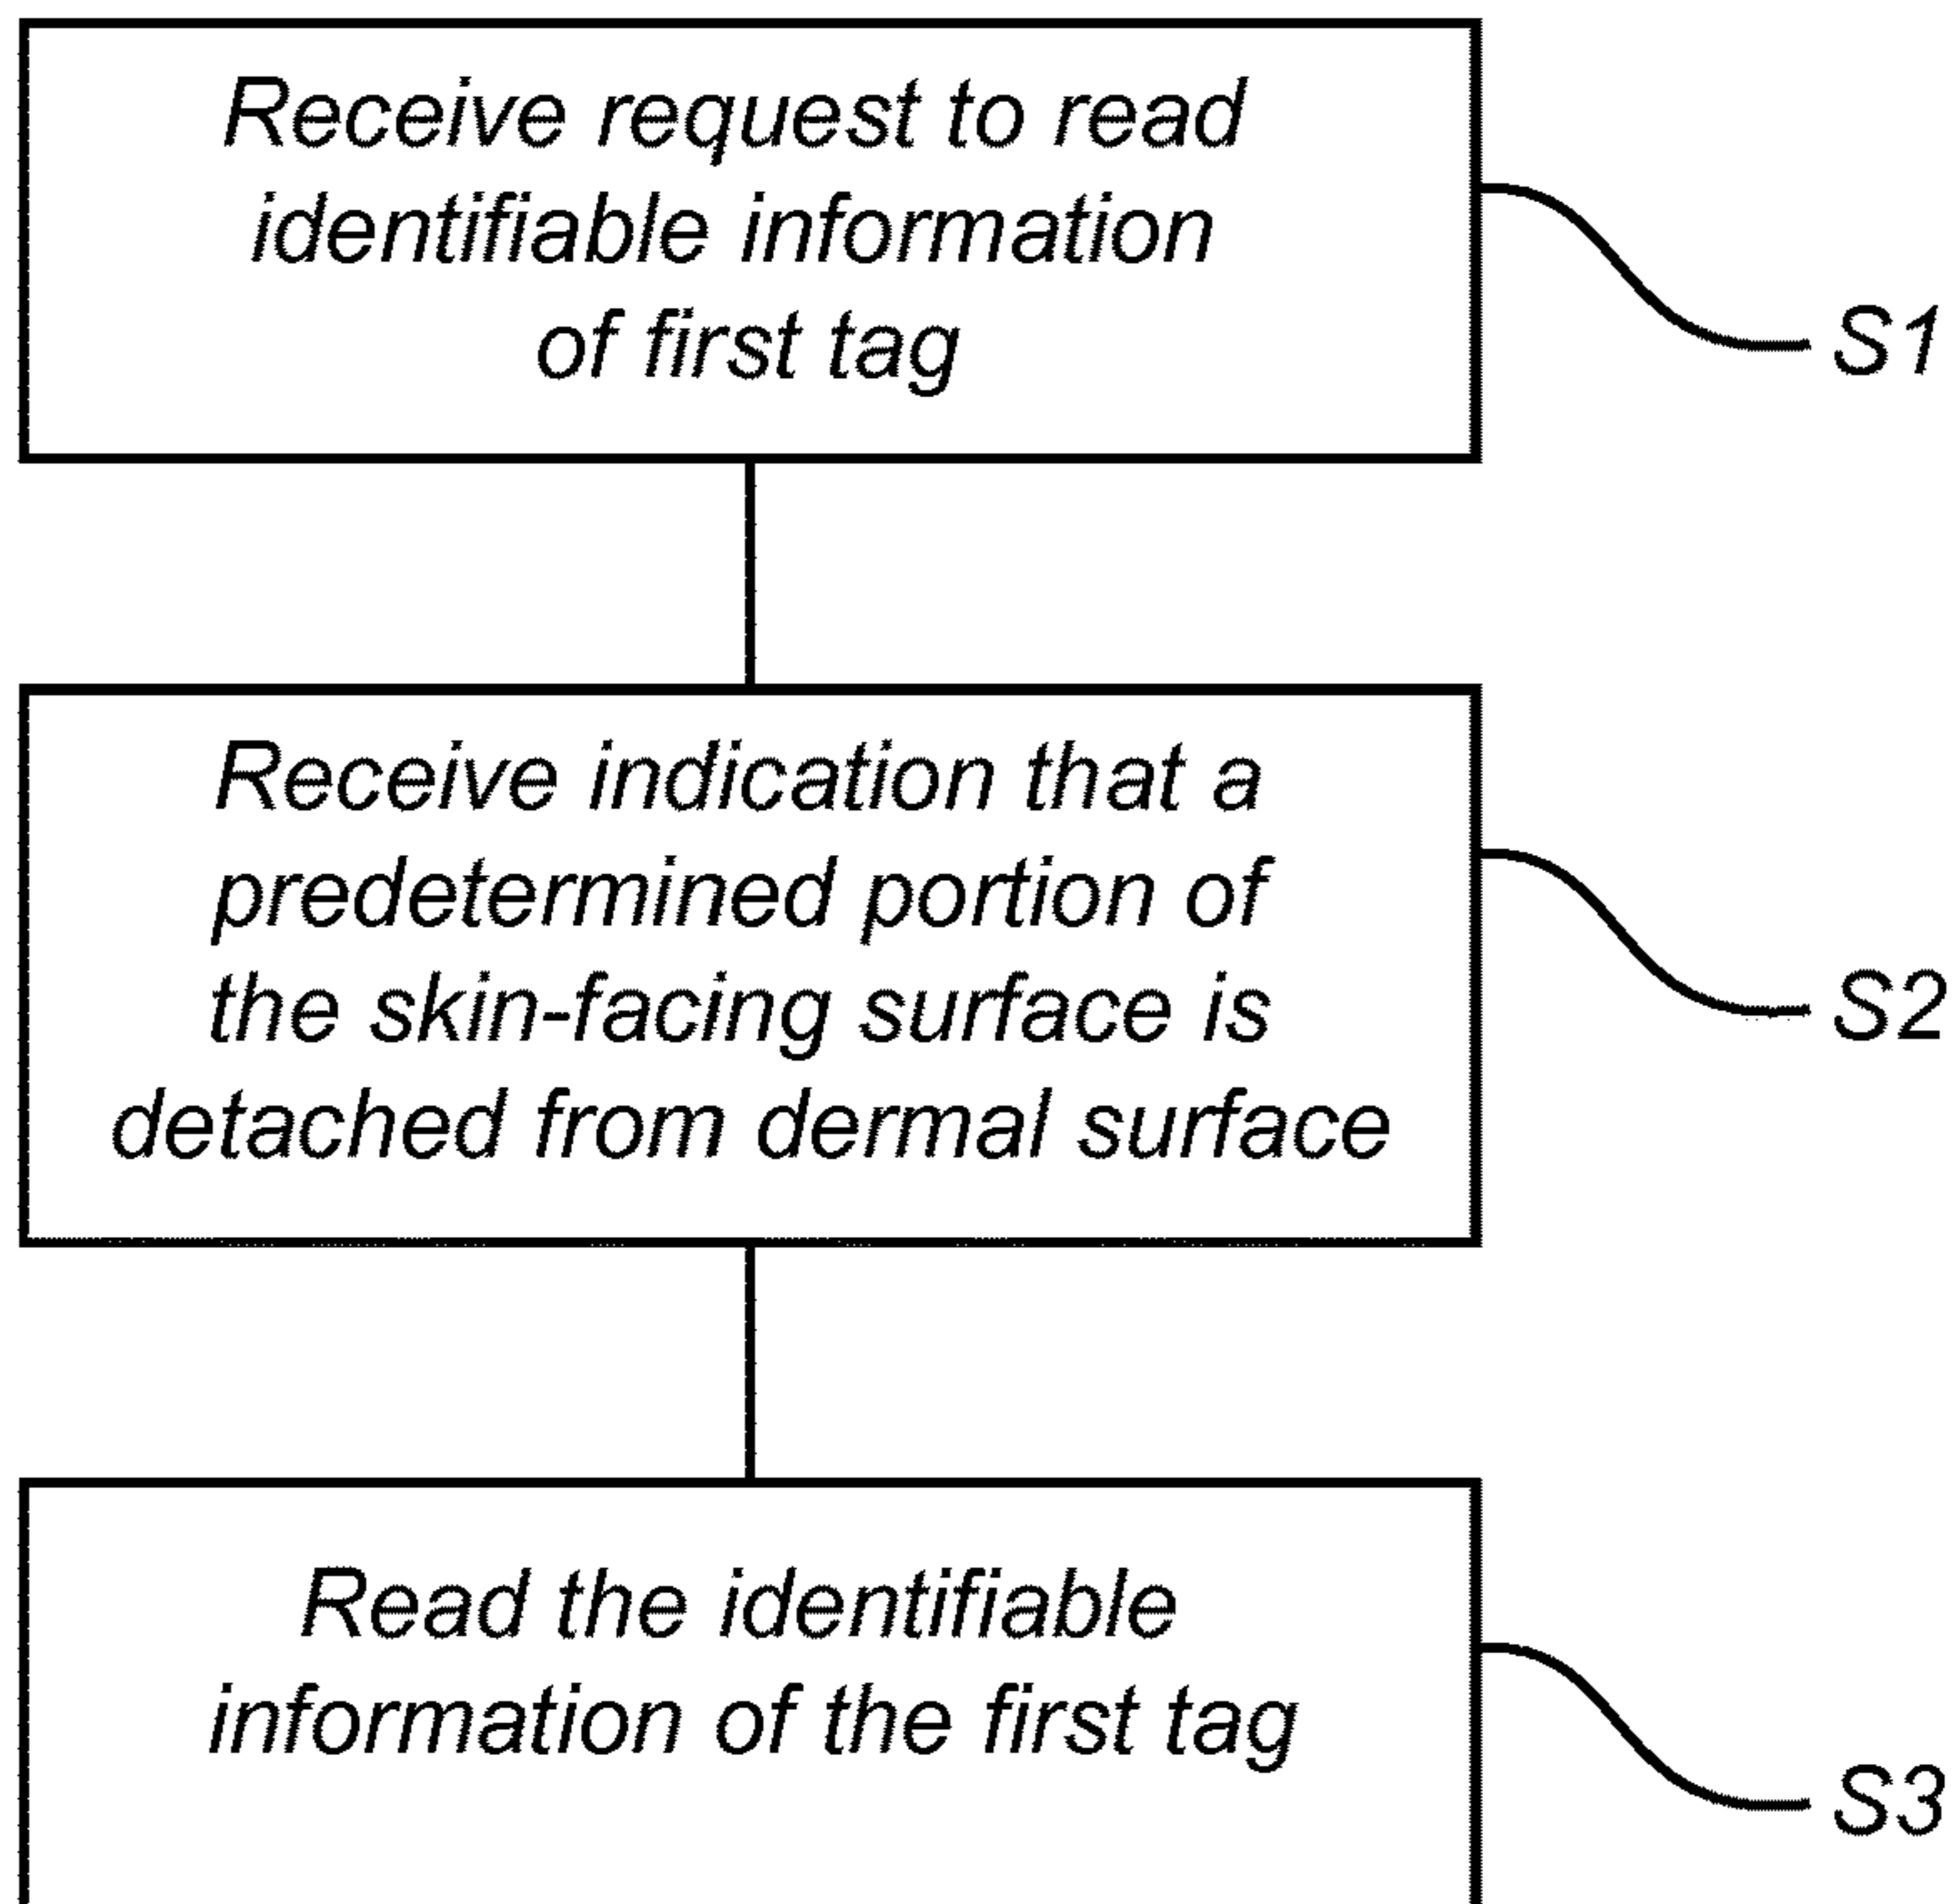 Receive request to read
identifiable information
of first tag
S1
Receive indication that a
predetermined portion of
the skin-facing surface is
detached from dermal surface
S2
Read the identifiable
information of the first tag
S3